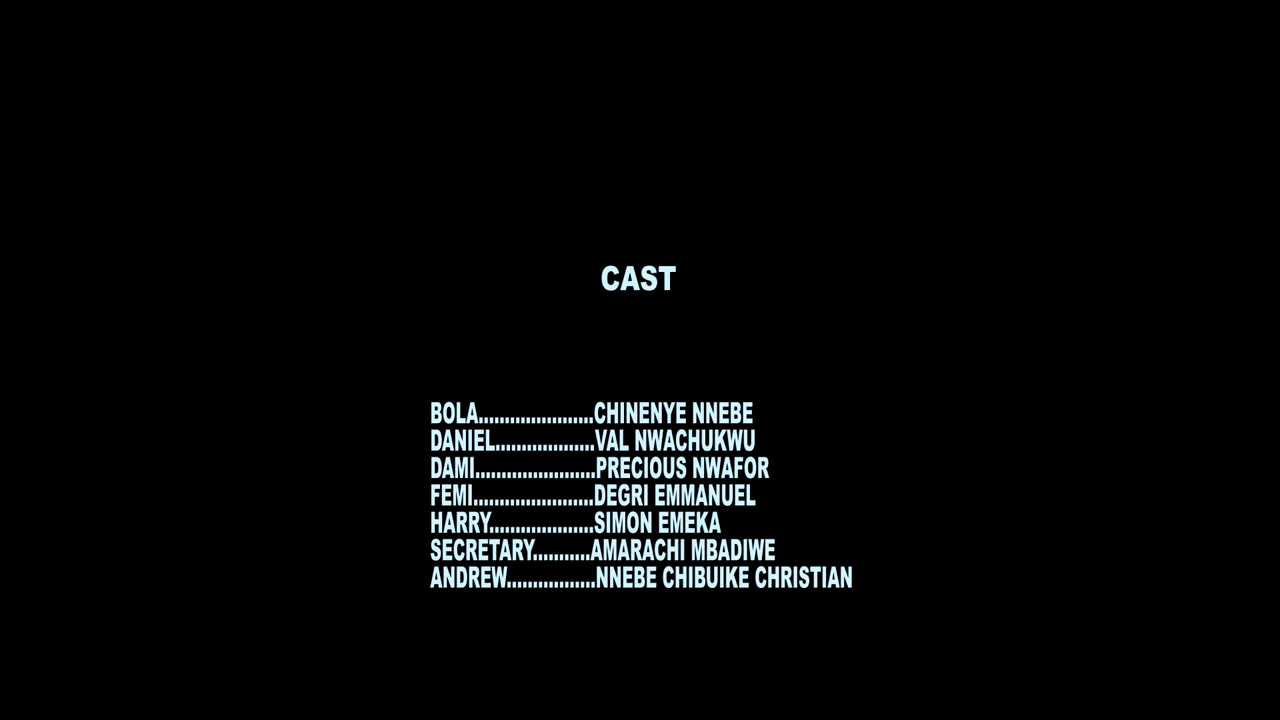 CAST
BOLA......................CHINENYE NNEBE
DANIEL...................VAL NWACHUKWU
DAMI.......................PRECIOUS NWAFOR
FEMI.......................DEGRI EMMANUEL
HARRY....................SIMON EMEKA
SECRETARY...........AMARACHI MBADIWE
ANDREW.................NNEBE CHIBUIKE CHRISTIAN